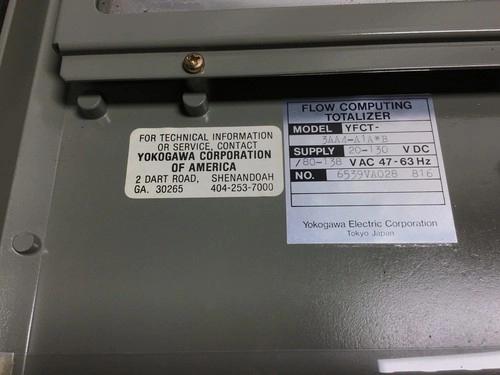 FOR TECHNICAL INFORMATION
OR SERVICE, CONTACT
YOKOGAWA CORPORATION
OF AMERICA
2 DART ROAD, SHENANDOAH
GA. 30265 404-253-7000
FLOW COMPUTING
TOTALIZER
MODEL YFCT-
3AA4-A1A*B
SUPPLY 20-130 V DC
/80-138 V AC 47-63 Hz
NO. 6539VA028 816
Yokogawa Electric Corporation
Tokyo Japan